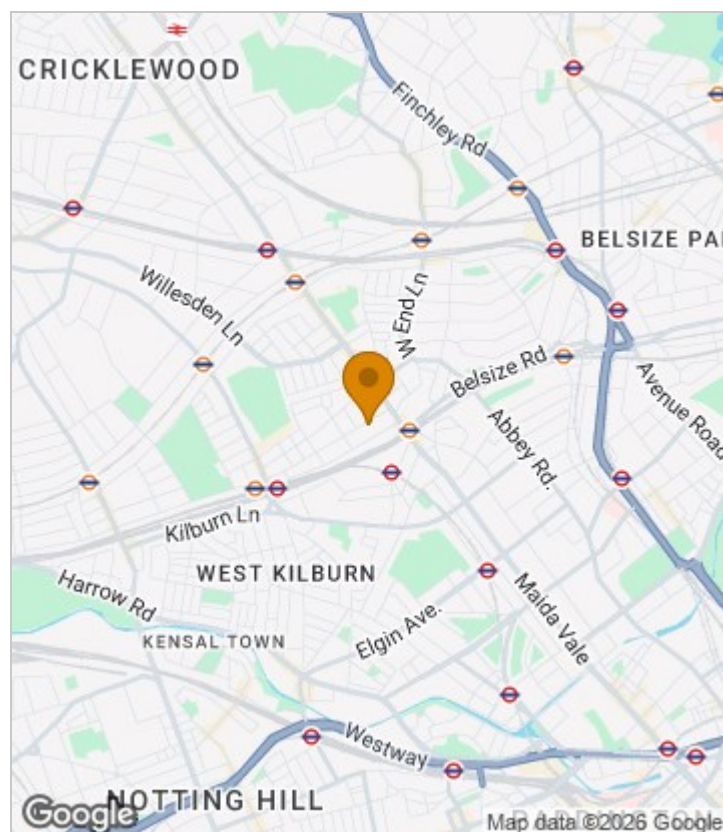 CRICKLEWOOD
Finchley Rd
BELSIZE PA
Willesden Ln
W End Ln
Belsize Rd
Avenue Road
Abbey Rd.
Kilburn Ln
WEST KILBURN
Harrow Rd
Maida Vale
Elgin Ave.
KENSAL TOWN
Westway
NOTTING HILL
Google
Map data ©2026 Google